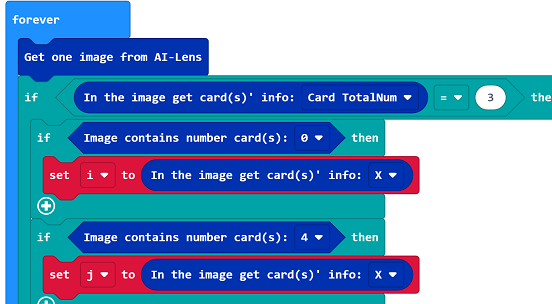 forever
Get one image from AI-Lens
if In the image get card(s)' info: Card TotalNum = 3 the
if Image contains number card(s): 0 then
set i to In the image get card(s)' info: X
if Image contains number card(s): 4 then
set j to In the image get card(s)' info: X